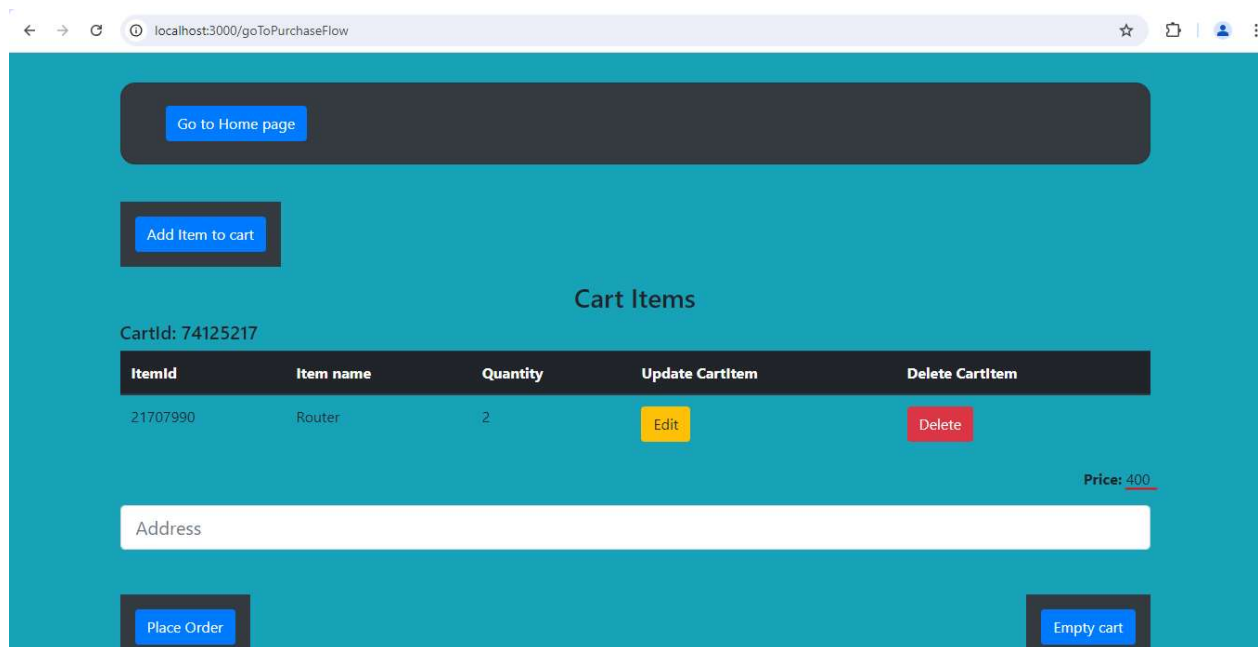 localhost:3000/goToPurchaseFlow
Go to Home page
Add Item to cart
Cart Items
CartId: 74125217
ItemId Item name Quantity Update CartItem Delete CartItem
21707990 Router 2 Edit Delete
Price: 400
Address
Place Order Empty cart